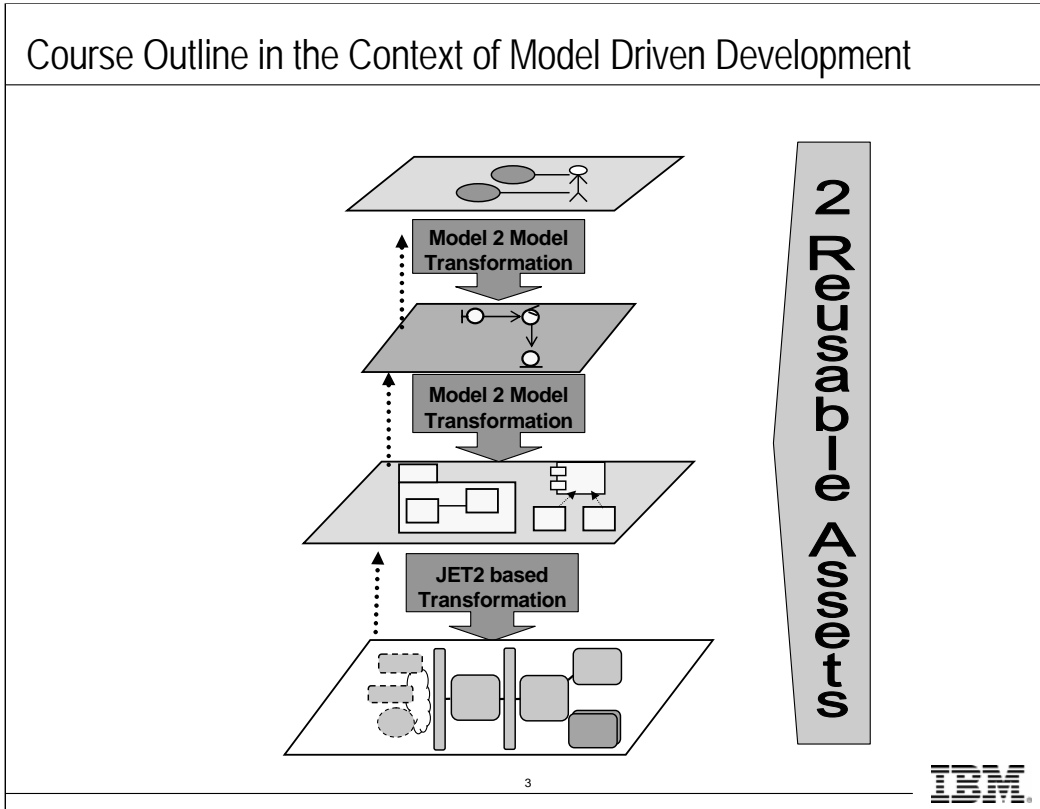 Course Outline in the Context of Model Driven Development
Model 2 Model
Transformation
Model 2 Model
Transformation
JET2 based
Transformation
2 Reusable Assets
3
IBM.